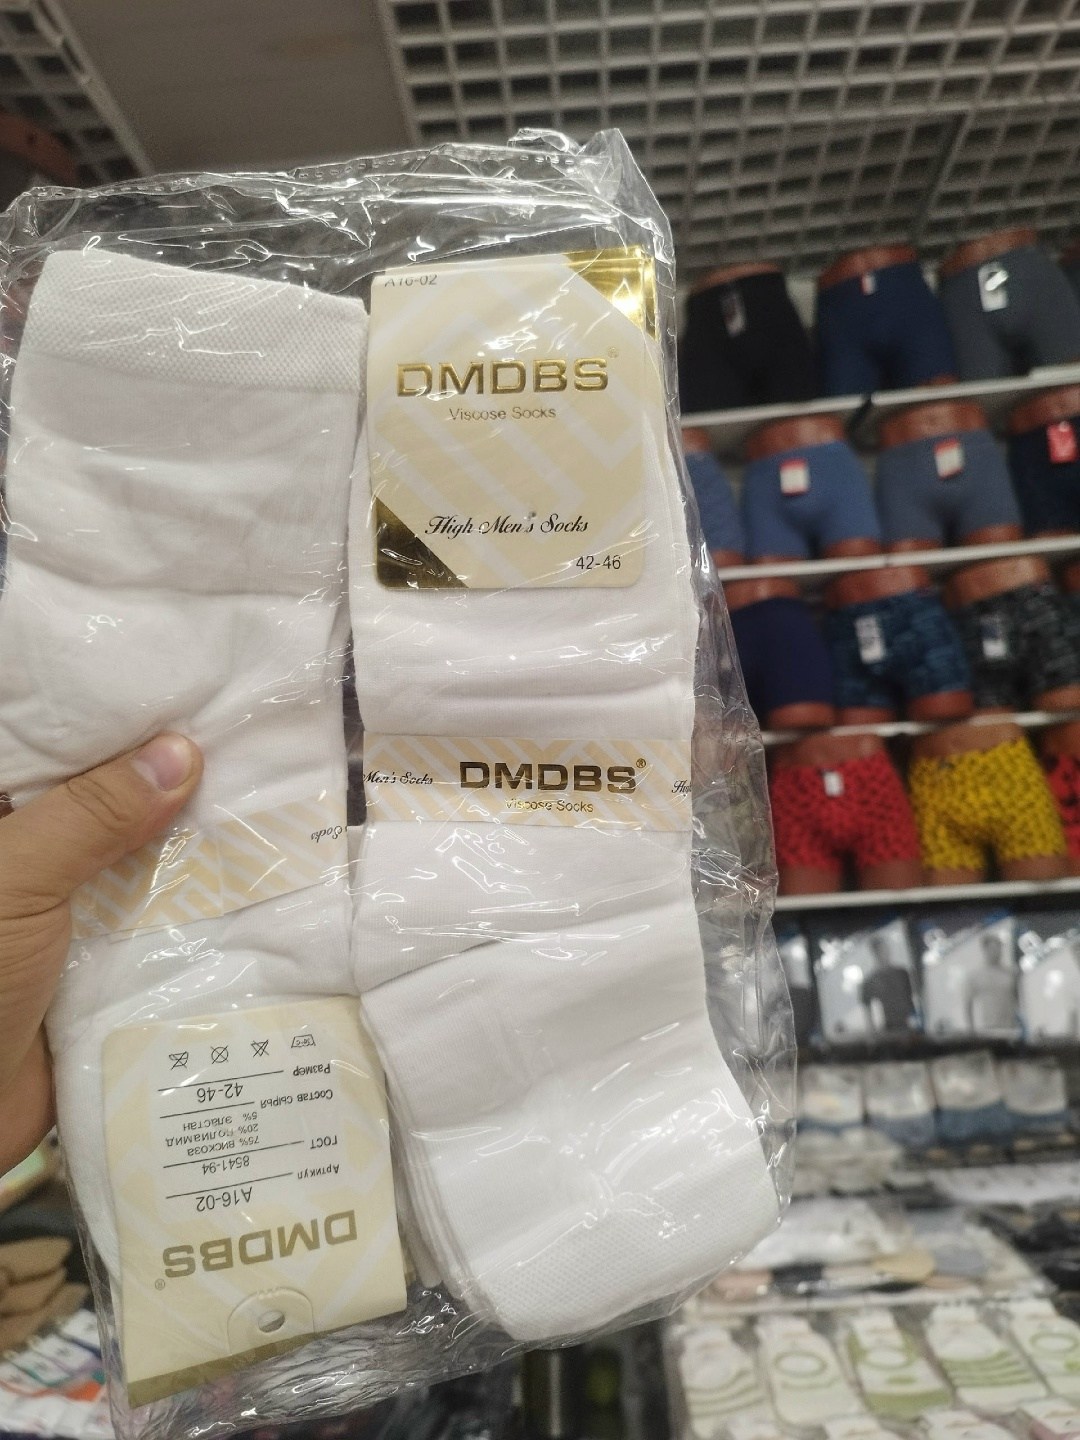 A16-02
DMDBS®
Viscose Socks
High Men's Socks
42-46
Men's Socks
DMDBS®
Viscose Socks
Socks
DMDBS®
Артикул A16-02
ГОСТ 8541-94
Состав сырья 75% ВИСКОЗА
20% ПОЛИАМИД
5% ЭЛАСТАН
Размер 42-46